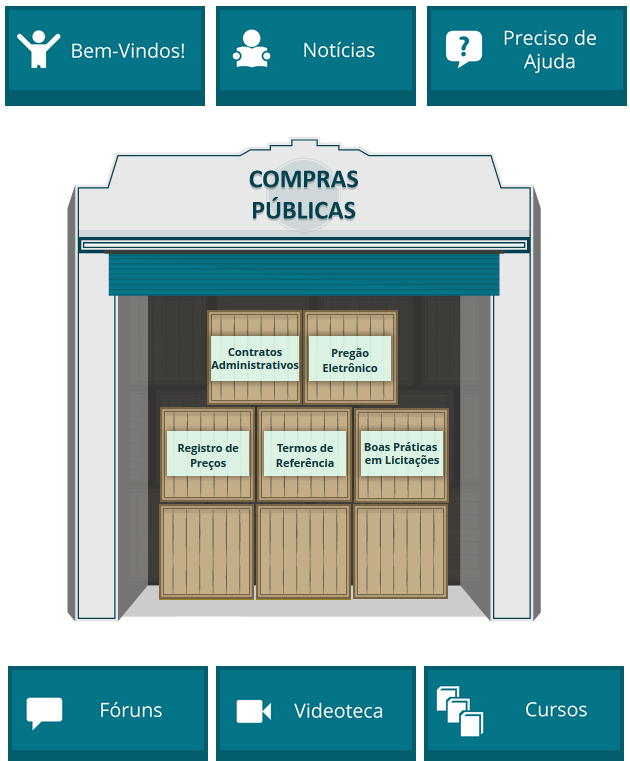 Bem-Vindos!
Notícias
Preciso de
Ajuda
COMPRAS
PÚBLICAS
Contratos
Administrativos
Pregão
Eletrônico
Registro de
Preços
Termos de
Referência
Boas Práticas
em Licitações
Fóruns
Videoteca
Cursos